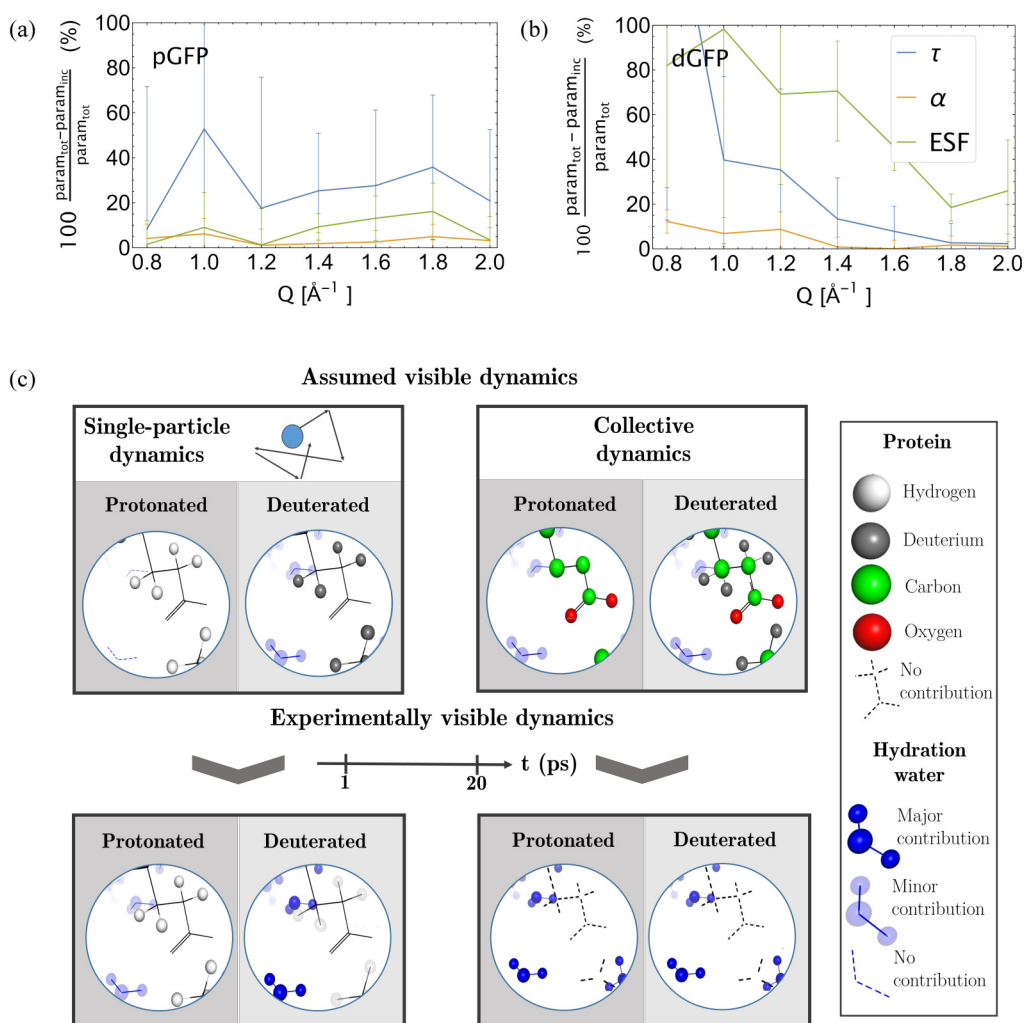 (a)
100 param_tot−param_inc / param_tot (%)
pGFP
100
80
60
40
20
0
0.8 1.0 1.2 1.4 1.6 1.8 2.0
Q [Å⁻¹ ]
(b)
100 param_tot−param_inc / param_tot (%)
dGFP
τ
α
ESF
100
80
60
40
20
0
0.8 1.0 1.2 1.4 1.6 1.8 2.0
Q [Å⁻¹ ]
(c)
Assumed visible dynamics
Single-particle
dynamics
Protonated Deuterated
Collective
dynamics
Protonated Deuterated
Experimentally visible dynamics
1 20 t (ps)
Protonated Deuterated
Protonated Deuterated
Protein
Hydrogen
Deuterium
Carbon
Oxygen
No
contribution
Hydration
water
Major
contribution
Minor
contribution
No
contribution